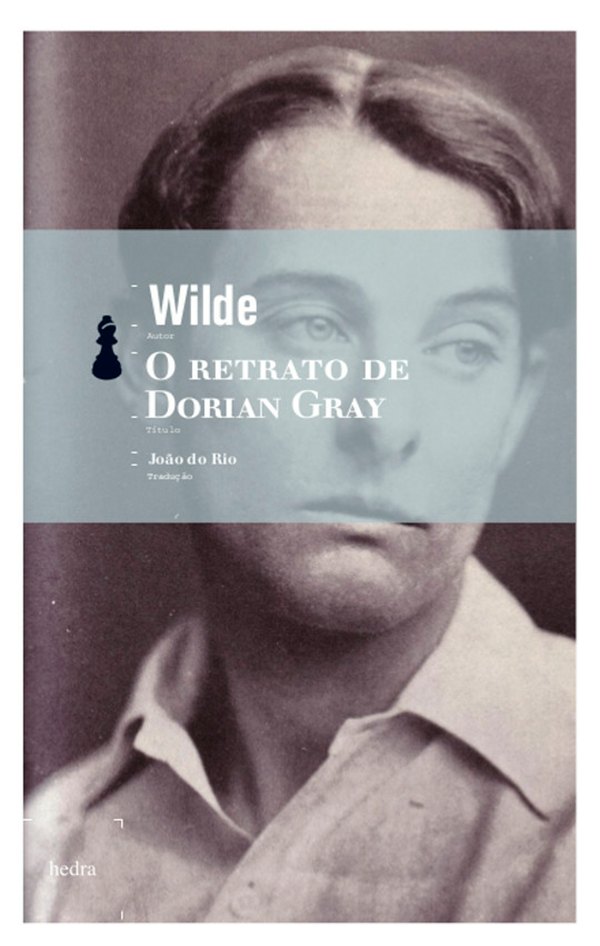 Wilde
Autor
O RETRATO DE
DORIAN GRAY
Título
João do Rio
Tradução
hedra